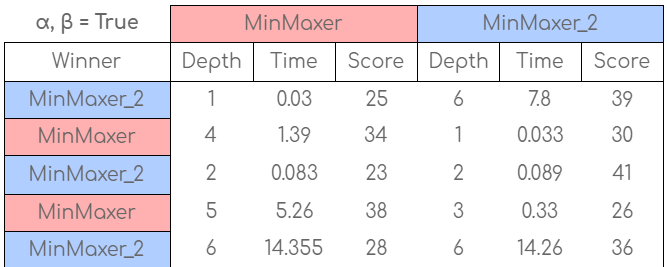 α, β = True MinMaxer MinMaxer_2
Winner Depth Time Score Depth Time Score
MinMaxer_2 1 0.03 25 6 7.8 39
MinMaxer 4 1.39 34 1 0.033 30
MinMaxer_2 2 0.083 23 2 0.089 41
MinMaxer 5 5.26 38 3 0.33 26
MinMaxer_2 6 14.355 28 6 14.26 36